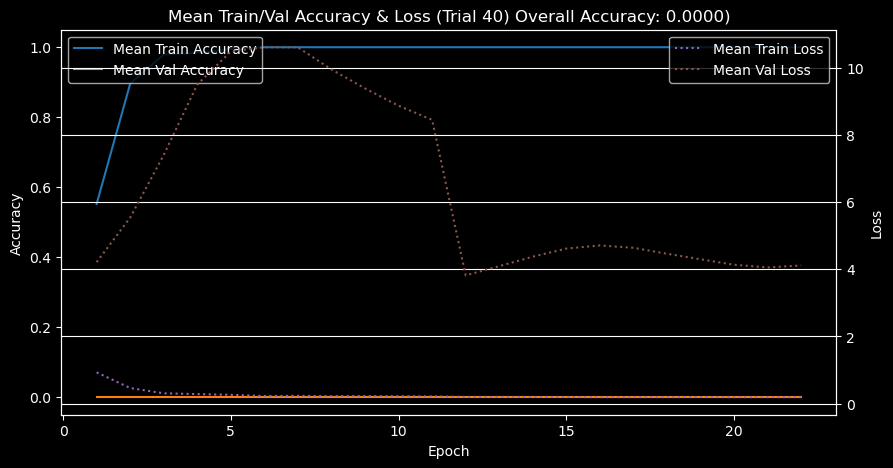 Mean Train/Val Accuracy & Loss (Trial 40) Overall Accuracy: 0.0000)
Mean Train Accuracy
Mean Val Accuracy
Mean Train Loss
Mean Val Loss
1.0
0.8
0.6
0.4
0.2
0.0
Accuracy
10
8
6
4
2
0
Loss
0
5
10
15
20
Epoch